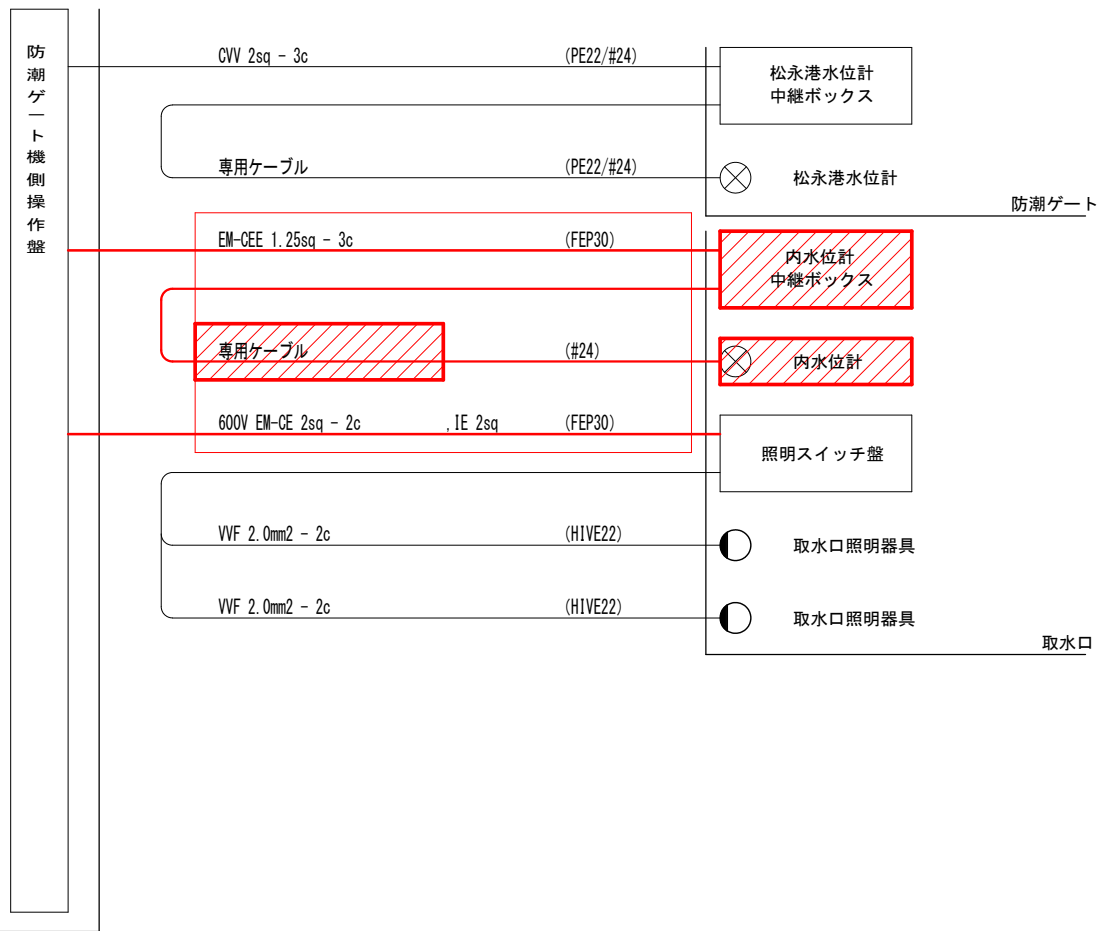 防潮ゲート機側操作盤
CVV 2sq - 3c (PE22/#24)
松永港水位計
中継ボックス
専用ケーブル (PE22/#24)
松永港水位計
防潮ゲート
EM-CEE 1.25sq - 3c (FEP30)
内水位計
中継ボックス
専用ケーブル (#24)
内水位計
600V EM-CE 2sq - 2c ,IE 2sq (FEP30)
照明スイッチ盤
VVF 2.0mm2 - 2c (HIVE22)
取水口照明器具
VVF 2.0mm2 - 2c (HIVE22)
取水口照明器具
取水口